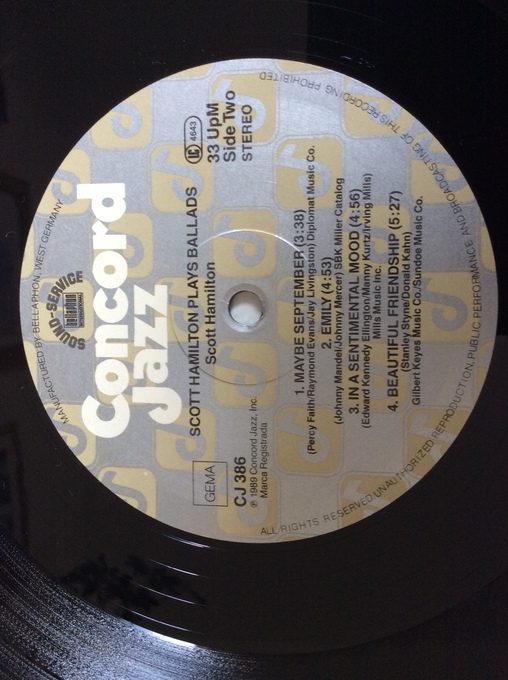 MANUFACTURED BY BELLAPHON, WEST GERMANY
SOUND-SERVICE
Concord
Jazz
SCOTT HAMILTON PLAYS BALLADS
Scott Hamilton
LC 4643
33 UpM
Side Two
STEREO
GEMA
CJ 386
℗ 1989 Concord Jazz, Inc.
Marca Registrada
1. MAYBE SEPTEMBER (3:38)
(Percy Faith/Raymond Evans/Jay Livingston) Diplomat Music Co.
2. EMILY (4:53)
(Johnny Mandel/Johnny Mercer) SBK Miller Catalog
3. IN A SENTIMENTAL MOOD (4:56)
(Edward Kennedy Ellington/Manny Kurtz/Irving Mills)
Mills Music Inc.
4. BEAUTIFUL FRIENDSHIP (5:27)
(Stanley Styne/Donald Kahn)
Gilbert Keyes Music Co./Sundoe Music Co.
ALL RIGHTS RESERVED. UNAUTHORIZED REPRODUCTION, PUBLIC PERFORMANCE, AND BROADCASTING OF THIS RECORDING PROHIBITED